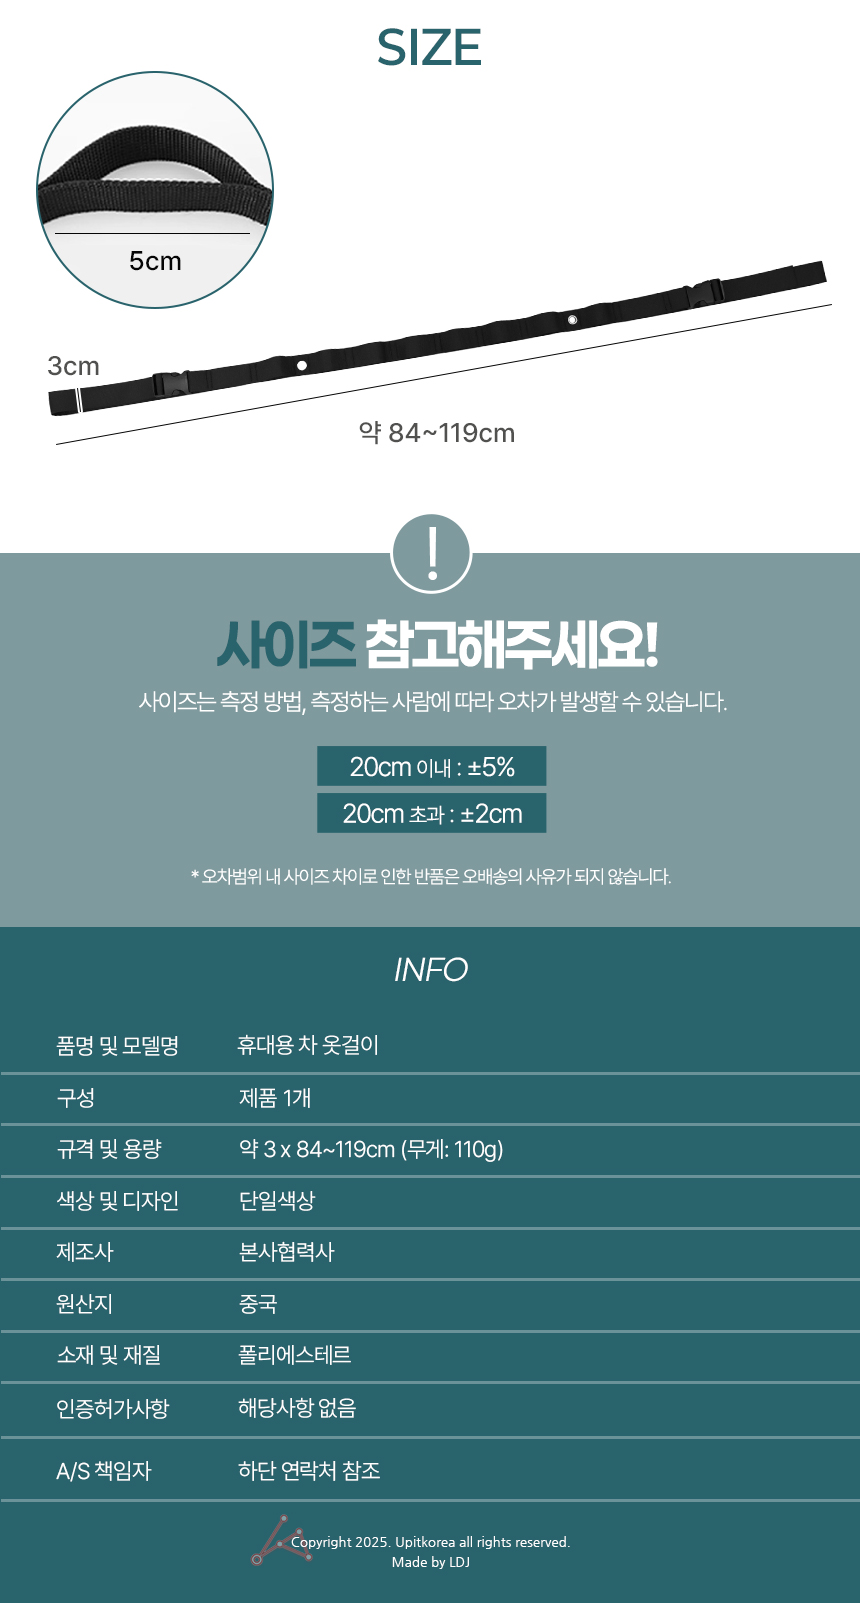 SIZE
5cm
3cm
약 84~119cm
!
사이즈 참고해주세요!
사이즈는 측정 방법, 측정하는 사람에 따라 오차가 발생할 수 있습니다.
20cm 이내 : ±5%
20cm 초과 : ±2cm
* 오차범위 내 사이즈 차이로 인한 반품은 오배송의 사유가 되지 않습니다.
INFO
품명 및 모델명 휴대용 차 옷걸이
구성 제품 1개
규격 및 용량 약 3 x 84~119cm (무게: 110g)
색상 및 디자인 단일색상
제조사 본사협력사
원산지 중국
소재 및 재질 폴리에스테르
인증허가사항 해당사항 없음
A/S 책임자 하단 연락처 참조
Copyright 2025. Upitkorea all rights reserved.
Made by LDJ